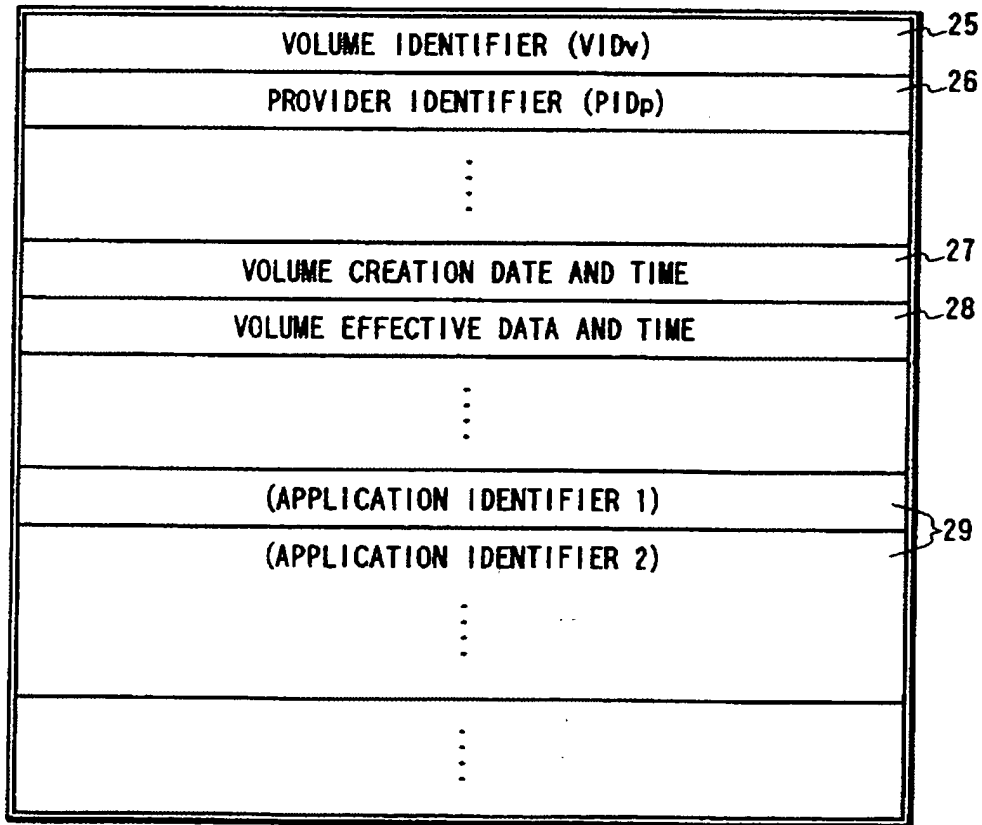 VOLUME IDENTIFIER (VIDv) 25
PROVIDER IDENTIFIER (PIDp) 26
VOLUME CREATION DATE AND TIME 27
VOLUME EFFECTIVE DATA AND TIME 28
(APPLICATION IDENTIFIER 1)
29
(APPLICATION IDENTIFIER 2)